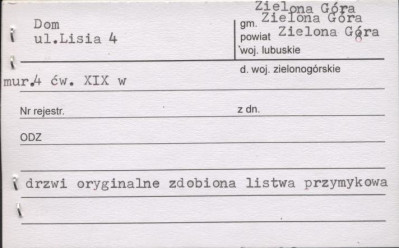 Zielona Góra
Dom
gm. Zielona Góra
ul.Lisia 4
powiat Zielona Góra
woj. lubuskie
d. woj. zielonogórskie
mur.4 ćw. XIX w
Nr rejestr.
z dn.
ODZ
drzwi oryginalne zdobiona listwa przymykowa